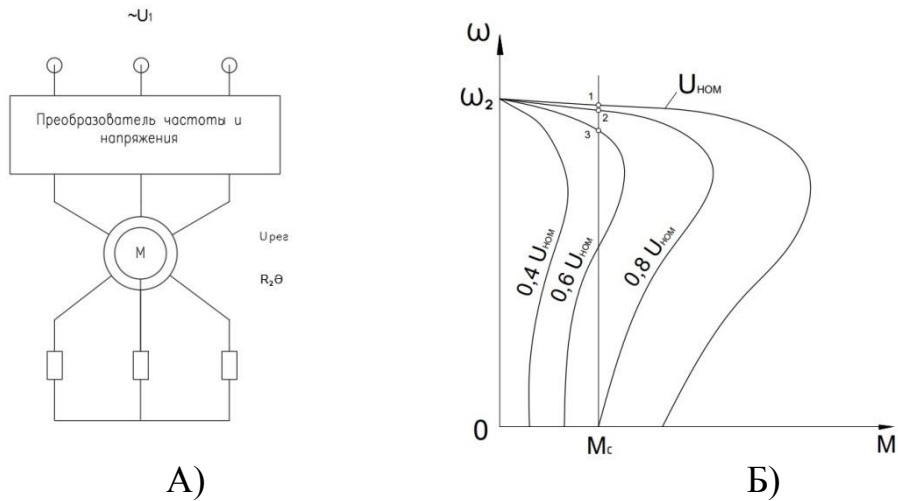 ~U₁
Преобразователь частоты и
напряжения
M
Uрег
R₂Ə
A)
ω
ω₂
1
2
3
Uном
0,4 Uном
0,6 Uном
0,8 Uном
0
Mc
M
Б)